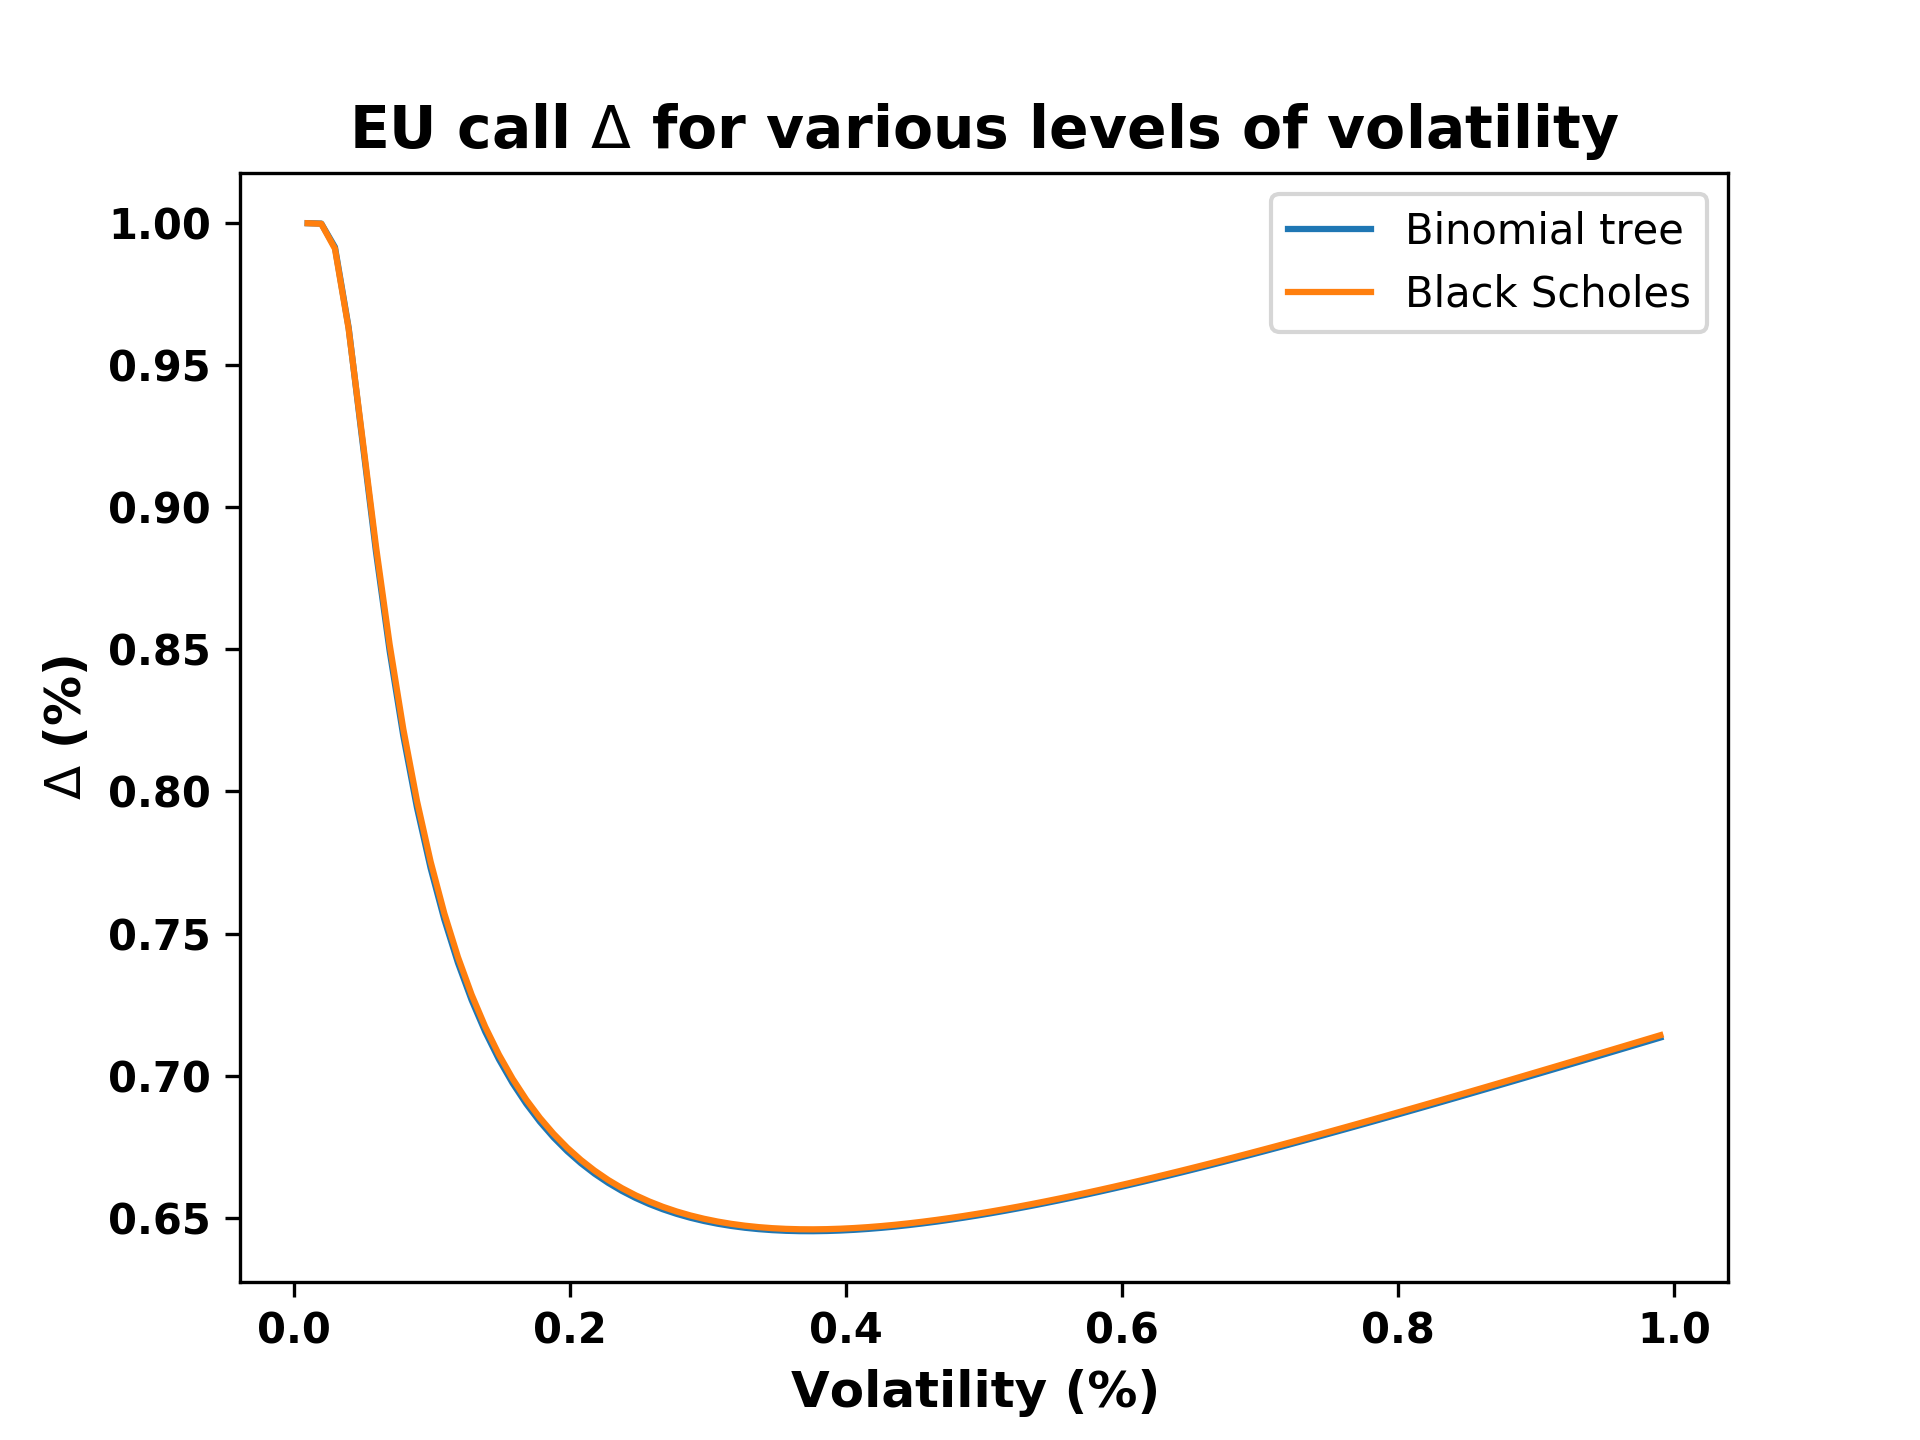 EU call Δ for various levels of volatility
Binomial tree
Black Scholes
1.00
0.95
0.90
0.85
0.80
0.75
0.70
0.65
Δ (%)
0.0 0.2 0.4 0.6 0.8 1.0
Volatility (%)